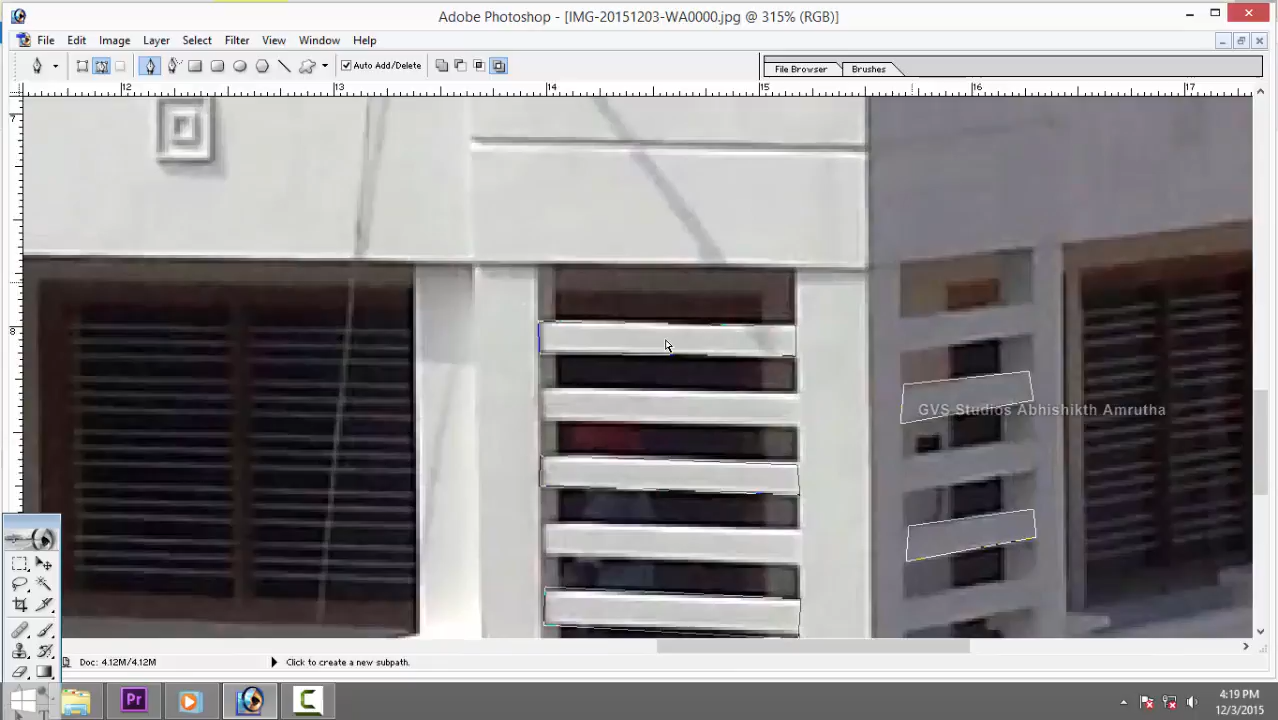 Adobe Photoshop - [IMG-20151203-WA0000.jpg @ 315% (RGB)]
File Edit Image Layer Select Filter View Window Help
Auto Add/Delete
File Browser Brushes
12 13 14 15 16 17
7
8
GVS Studios Abhishikth Amrutha
Doc: 4.12M/4.12M Click to create a new subpath.
Pr
4:19 PM
12/3/2015